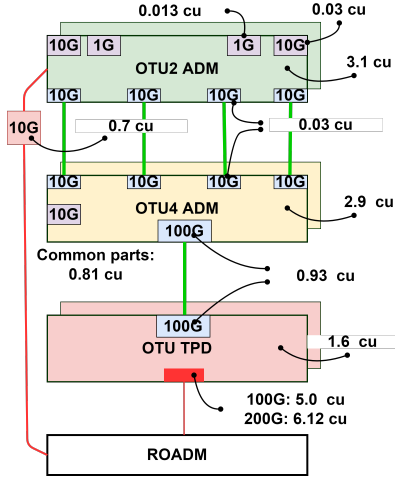 0.013 cu
0.03 cu
10G 1G 1G 10G
OTU2 ADM
3.1 cu
10G 10G 10G 10G
10G
0.7 cu
0.03 cu
10G 10G 10G 10G
OTU4 ADM
2.9 cu
10G
100G
Common parts:
0.81 cu
0.93 cu
100G
OTU TPD
1.6 cu
100G: 5.0 cu
200G: 6.12 cu
ROADM